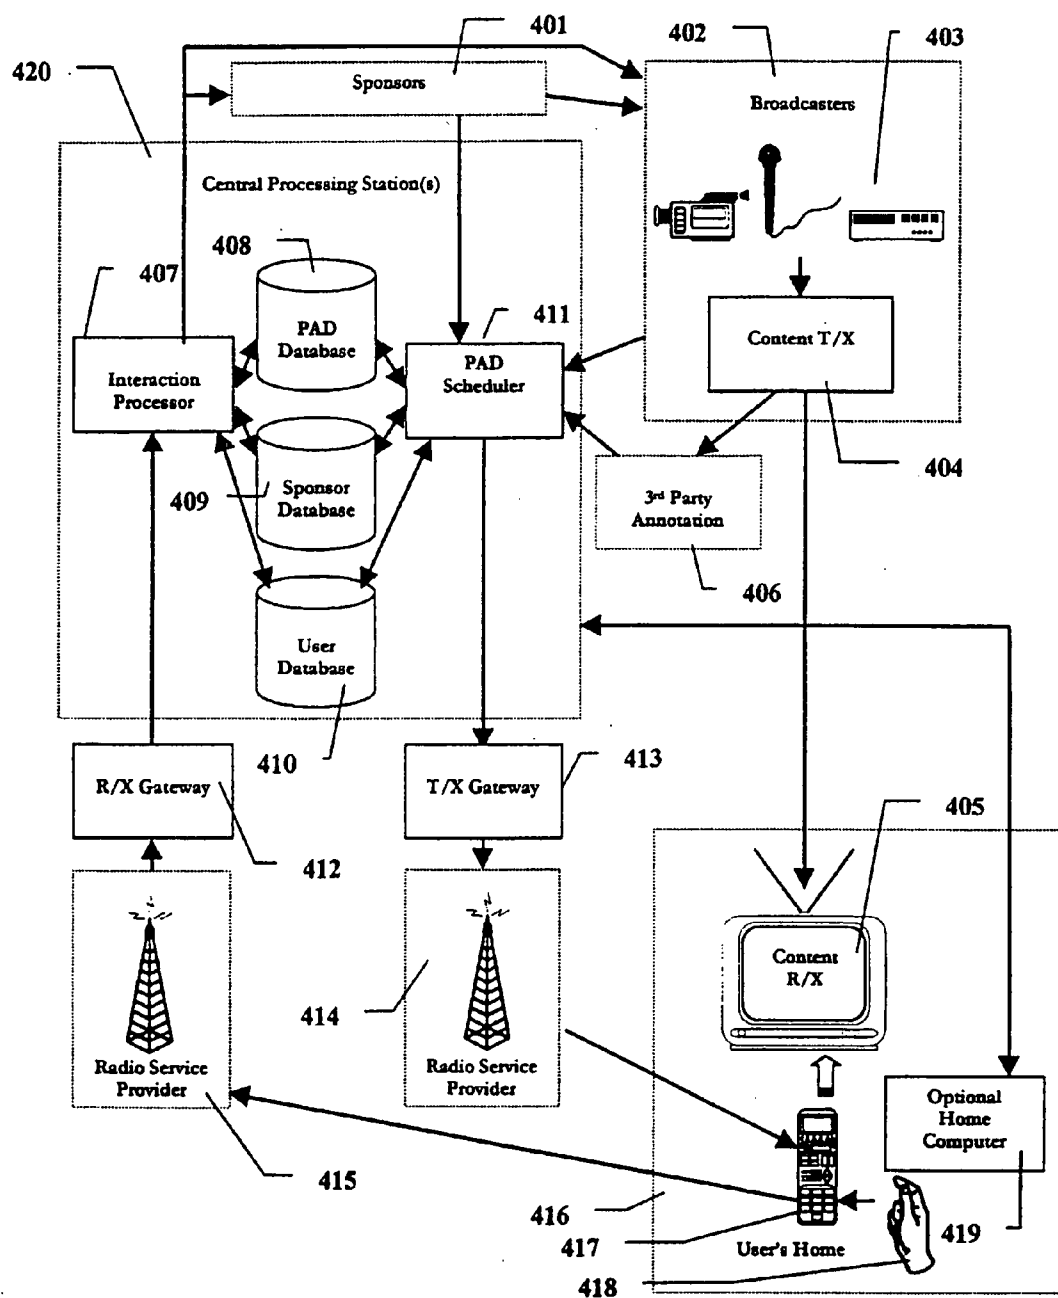 401
402
403
420
Sponsors
Broadcasters
Central Processing Station(s)
408
407
411
PAD
Database
Content T/X
PAD
Scheduler
Interaction
Processor
404
409
Sponsor
Database
3rd Party
Annotation
406
User
Database
410
413
R/X Gateway
T/X Gateway
405
412
Content
R/X
414
Radio Service
Provider
Radio Service
Provider
Optional
Home
Computer
415
416
417
User's Home
419
418